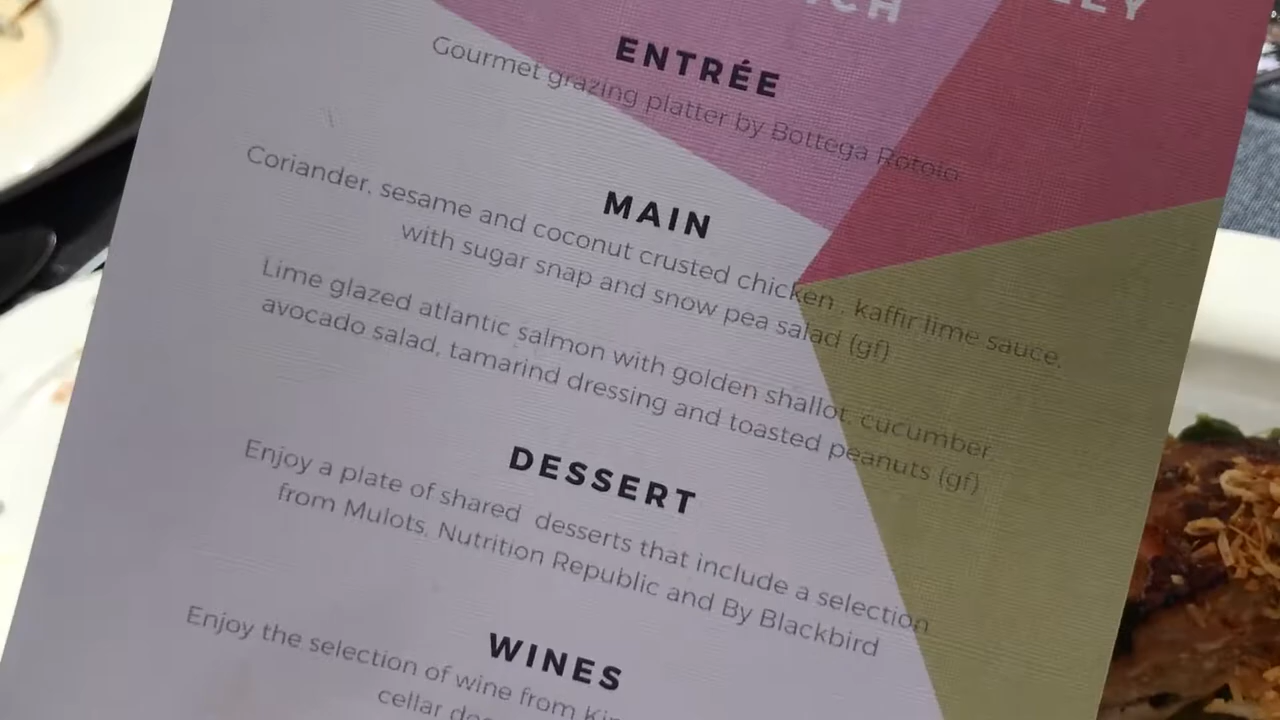 ENTRÉE
Gourmet grazing platter by Bottega Rotolo
MAIN
Coriander, sesame and coconut crusted chicken , kaffir lime sauce,
with sugar snap and snow pea salad (gf)
Lime glazed atlantic salmon with golden shallot, cucumber,
avocado salad, tamarind dressing and toasted peanuts (gf)
DESSERT
Enjoy a plate of shared desserts that include a selection
from Mulots, Nutrition Republic and By Blackbird
WINES
Enjoy the selection of wine from
cellar